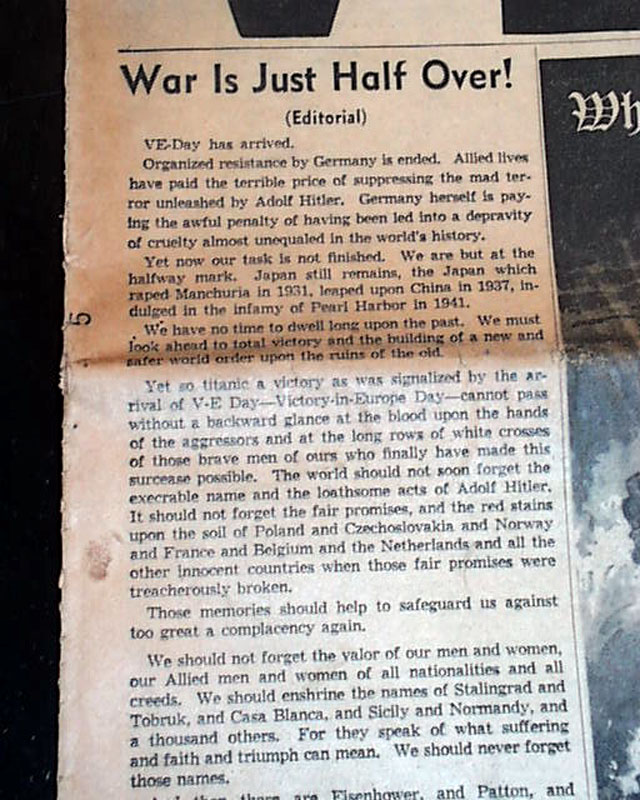 War Is Just Half Over!
(Editorial)
VE-Day has arrived.
Organized resistance by Germany is ended. Allied lives
have paid the terrible price of suppressing the mad ter-
ror unleashed by Adolf Hitler. Germany herself is pay-
ing the awful penalty of having been led into a depravity
of cruelty almost unequaled in the world's history.
Yet now our task is not finished. We are but at the
halfway mark. Japan still remains, the Japan which
raped Manchuria in 1931, leaped upon China in 1937, in-
dulged in the infamy of Pearl Harbor in 1941.
We have no time to dwell long upon the past. We must
look ahead to total victory and the building of a new and
safer world order upon the ruins of the old.
Yet so titanic a victory as was signalized by the ar-
rival of V-E Day—Victory-in-Europe Day—cannot pass
without a backward glance at the blood upon the hands
of the aggressors and at the long rows of white crosses
of those brave men of ours who finally have made this
surcease possible. The world should not soon forget the
execrable name and the loathsome acts of Adolf Hitler.
It should not forget the fair promises, and the red stains
upon the soil of Poland and Czechoslovakia and Norway
and France and Belgium and the Netherlands and all the
other innocent countries when those fair promises were
treacherously broken.
Those memories should help to safeguard us against
too great a complacency again.
We should not forget the valor of our men and women,
our Allied men and women of all nationalities and all
creeds. We should enshrine the names of Stalingrad and
Tobruk, and Casa Blanca, and Sicily and Normandy, and
a thousand others. For they speak of what suffering
and faith and triumph can mean. We should never forget
those names.
And then there are Eisenhower, and Patton, and
Wh
5